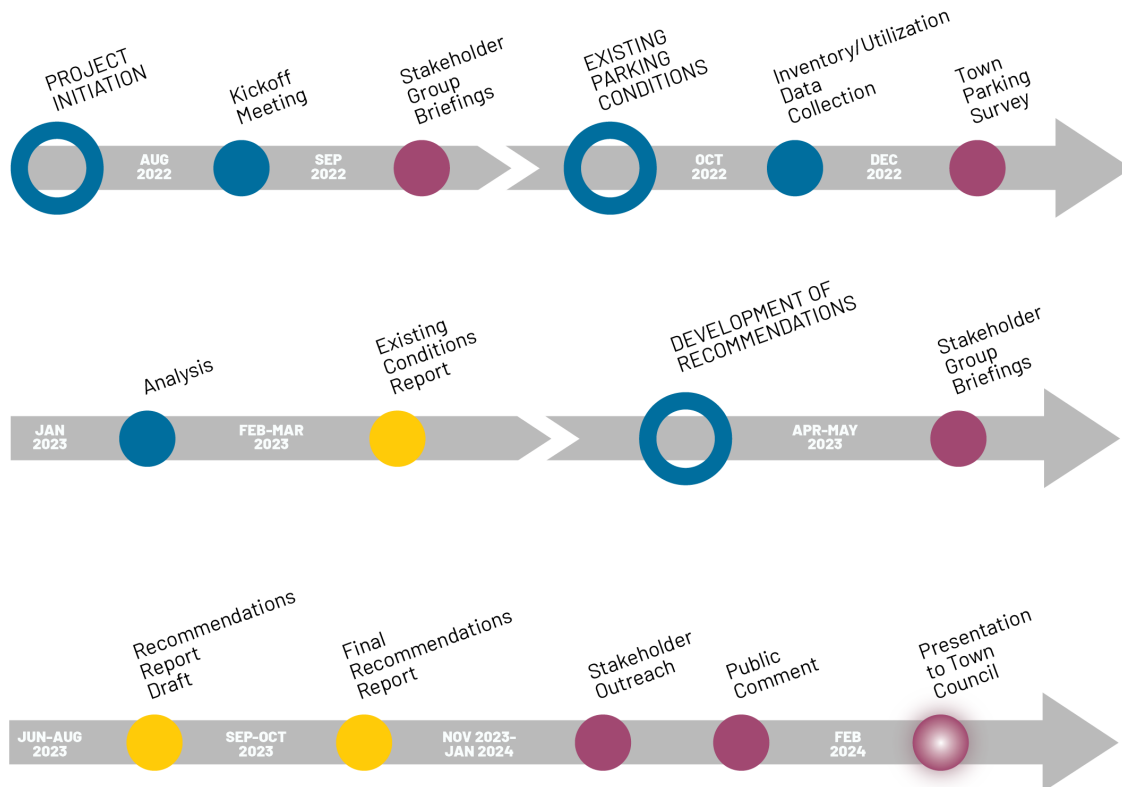 PROJECT
INITIATION
AUG
2022
Kickoff
Meeting
SEP
2022
Stakeholder
Group
Briefings
EXISTING
PARKING
CONDITIONS
OCT
2022
Inventory/Utilization
Data
Collection
DEC
2022
Town
Parking
Survey
JAN
2023
Analysis
FEB-MAR
2023
Existing
Conditions
Report
DEVELOPMENT OF
RECOMMENDATIONS
APR-MAY
2023
Stakeholder
Group
Briefings
JUN-AUG
2023
Recommendations
Report
Draft
SEP-OCT
2023
Final
Recommendations
Report
NOV 2023-
JAN 2024
Stakeholder
Outreach
Public
Comment
FEB
2024
Presentation
to Town
Council